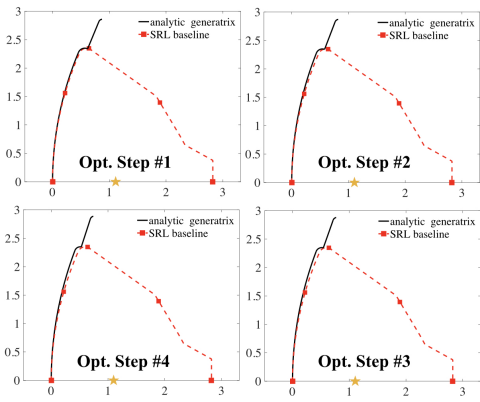 3
2.5
2
1.5
1
0.5
0
0 1 2 3
analytic generatrix
SRL baseline
Opt. Step #1
3
2.5
2
1.5
1
0.5
0
0 1 2 3
analytic generatrix
SRL baseline
Opt. Step #2
3
2.5
2
1.5
1
0.5
0
0 1 2 3
analytic generatrix
SRL baseline
Opt. Step #4
3
2.5
2
1.5
1
0.5
0
0 1 2 3
analytic generatrix
SRL baseline
Opt. Step #3